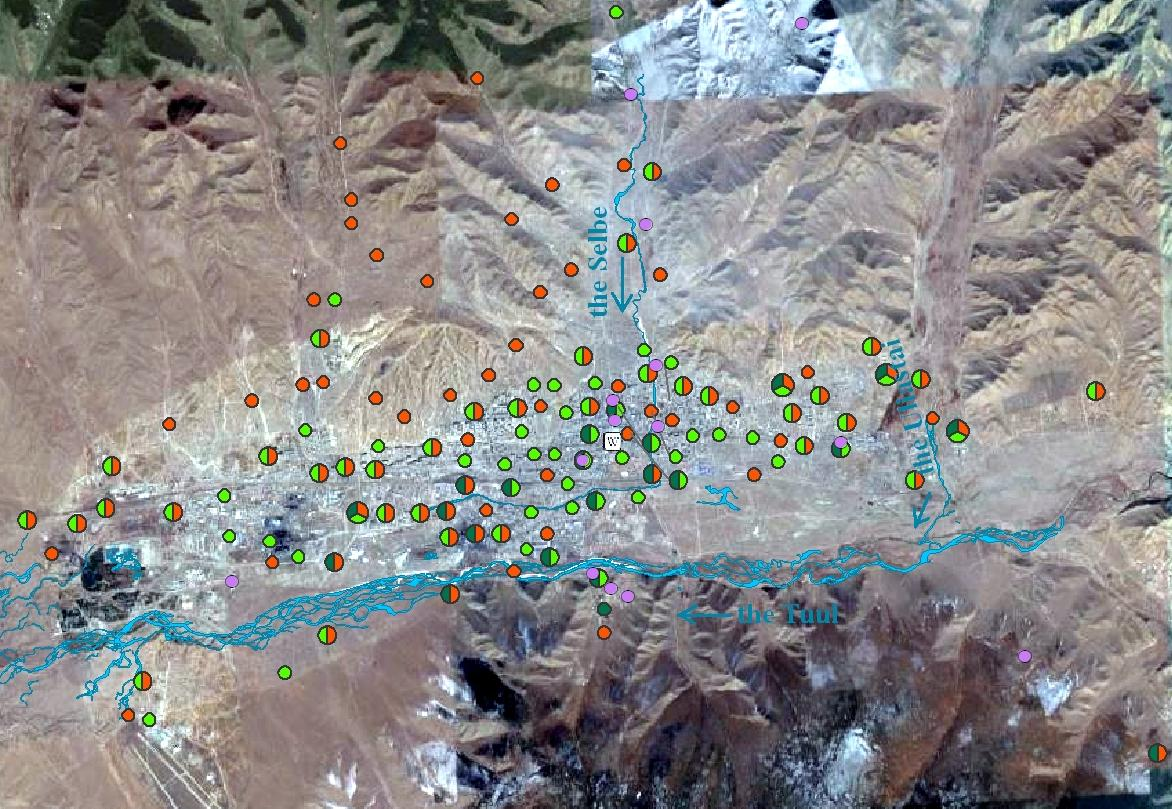 the Selbe
the Uliastai
W
the Tuul